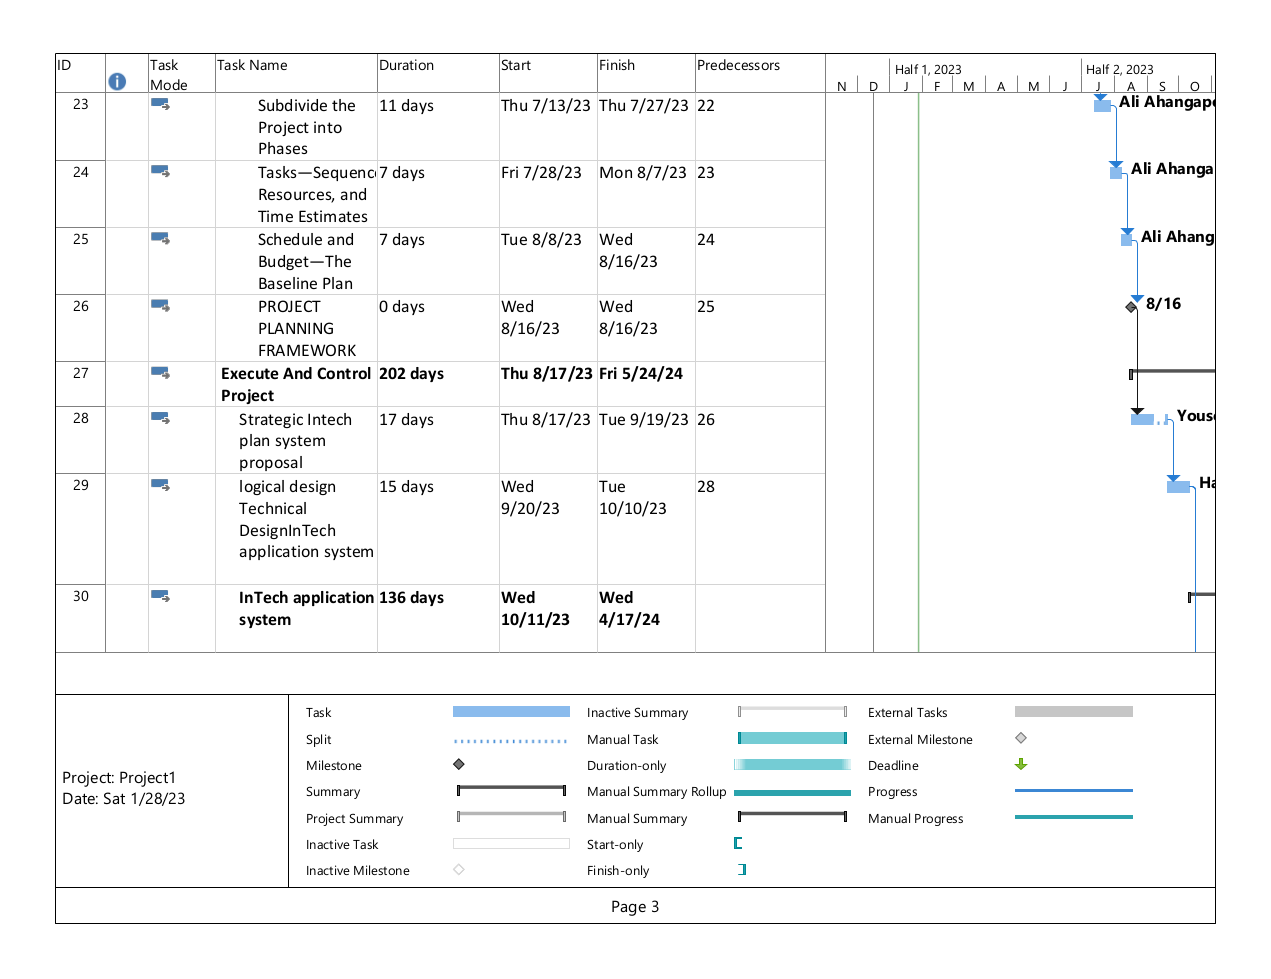 ID Task Mode Task Name Duration Start Finish Predecessors
Half 1, 2023 Half 2, 2023
N D J F M A M J J A S O
23 Subdivide the Project into Phases 11 days Thu 7/13/23 Thu 7/27/23 22 Ali Ahangap
24 Tasks—Sequenc Resources, and Time Estimates 7 days Fri 7/28/23 Mon 8/7/23 23 Ali Ahanga
25 Schedule and Budget—The Baseline Plan 7 days Tue 8/8/23 Wed 8/16/23 24 Ali Ahang
26 PROJECT PLANNING FRAMEWORK 0 days Wed 8/16/23 Wed 8/16/23 25 8/16
27 Execute And Control Project 202 days Thu 8/17/23 Fri 5/24/24
28 Strategic Intech plan system proposal 17 days Thu 8/17/23 Tue 9/19/23 26 Yous
29 logical design Technical DesignInTech application system 15 days Wed 9/20/23 Tue 10/10/23 28 Ha
30 InTech application system 136 days Wed 10/11/23 Wed 4/17/24
Project: Project1
Date: Sat 1/28/23
Task
Split
Milestone
Summary
Project Summary
Inactive Task
Inactive Milestone
Inactive Summary
Manual Task
Duration-only
Manual Summary Rollup
Manual Summary
Start-only
Finish-only
External Tasks
External Milestone
Deadline
Progress
Manual Progress
Page 3